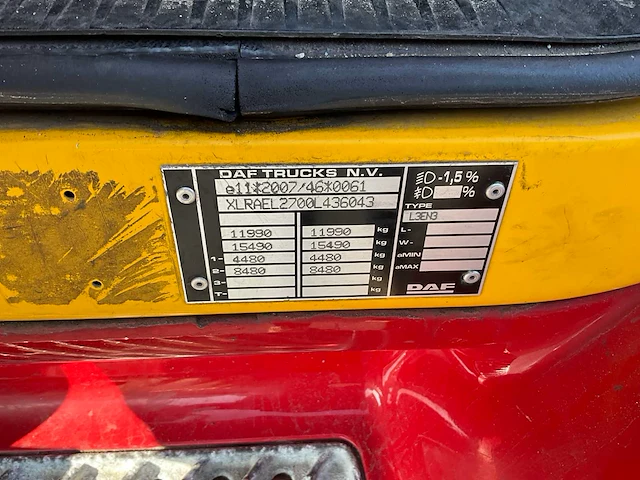 DAF TRUCKS N.V.
e11*2007/46*0061
XLRAEL2700L436043
11990 11990 kg
15490 15490 kg
1- 4480 4480 kg
2- 8480 8480 kg
3- kg
T- kg
-1,5 %
%
TYPE
L3EN3
L-
W-
aMIN
aMAX
DAF